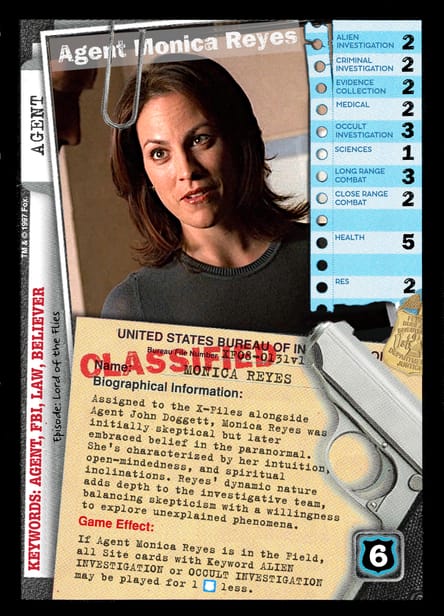 Agent Monica Reyes
AGENT
TM & © 1997 Fox.
KEYWORDS: AGENT, FBI, LAW, BELIEVER
Episode: Lord of the Flies
ALIEN INVESTIGATION 2
CRIMINAL INVESTIGATION 2
EVIDENCE COLLECTION 2
MEDICAL 2
OCCULT INVESTIGATION 3
SCIENCES 1
LONG RANGE COMBAT 3
CLOSE RANGE COMBAT 2
HEALTH 5
RES 2
UNITED STATES BUREAU OF IN
Bureau File Number XF08-0131v1
CLASSIFIED
Name: MONICA REYES
Biographical Information:
Assigned to the X-Files alongside
Agent John Doggett, Monica Reyes was
initially skeptical but later
embraced belief in the paranormal.
She's characterized by her intuition,
open-mindedness, and spiritual
inclinations. Reyes' dynamic nature
adds depth to the investigative team,
balancing skepticism with a willingness
to explore unexplained phenomena.
Game Effect:
If Agent Monica Reyes is in the Field,
all Site cards with Keyword ALIEN
INVESTIGATION or OCCULT INVESTIGATION
may be played for 1 less.
6